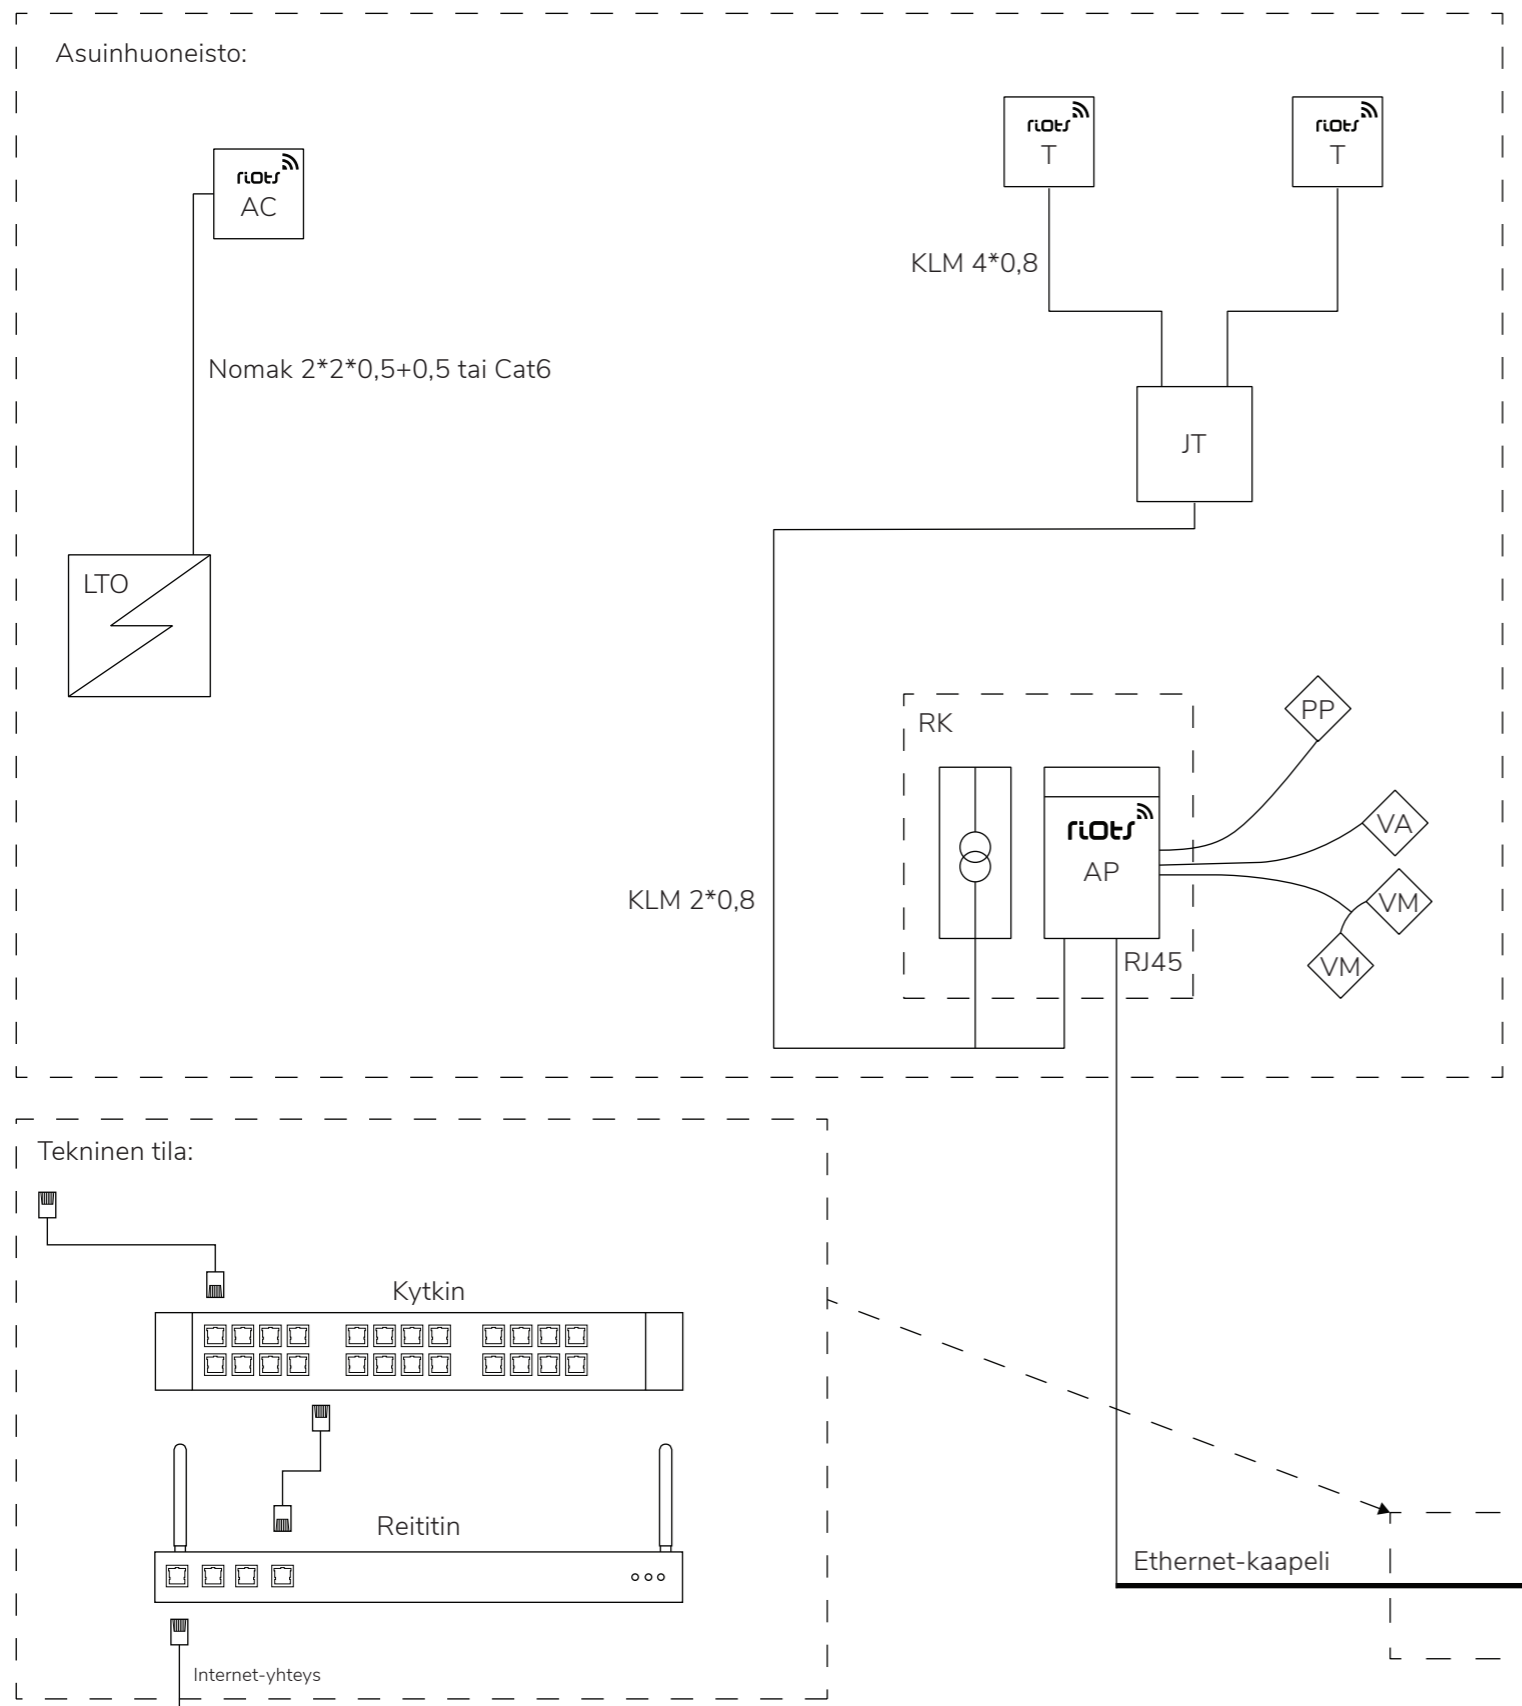 Asuinhuoneisto:
riots
AC
riots
T
riots
T
KLM 4*0,8
Nomak 2*2*0,5+0,5 tai Cat6
JT
LTO
RK
PP
VA
riots
AP
VM
KLM 2*0,8
RJ45
VM
Tekninen tila:
Kytkin
Reititin
Ethernet-kaapeli
Internet-yhteys